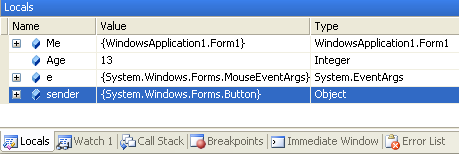 Locals
Name Value Type
Me {WindowsApplication1.Form1} WindowsApplication1.Form1
Age 13 Integer
e {System.Windows.Forms.MouseEventArgs} System.EventArgs
sender {System.Windows.Forms.Button} Object
Locals Watch 1 Call Stack Breakpoints Immediate Window Error List